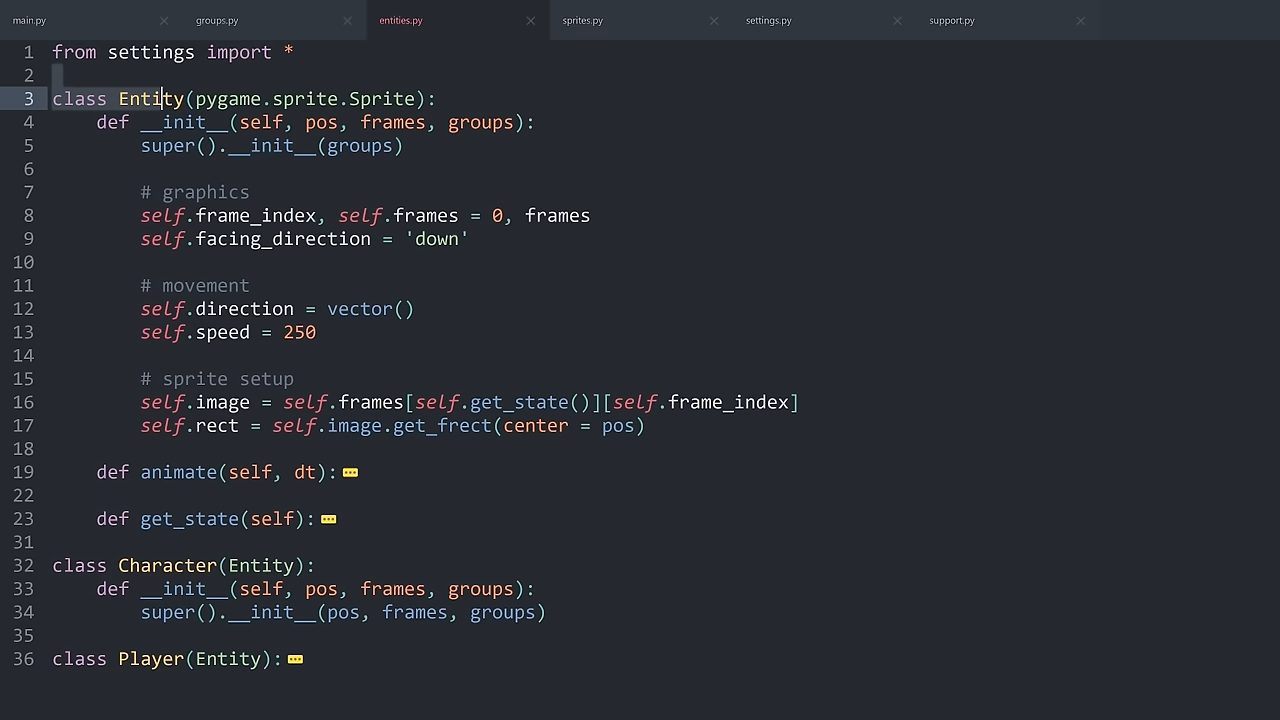 main.py groups.py entities.py sprites.py settings.py support.py
1 from settings import *
2
3 class Entity(pygame.sprite.Sprite):
4     def __init__(self, pos, frames, groups):
5         super().__init__(groups)
6
7         # graphics
8         self.frame_index, self.frames = 0, frames
9         self.facing_direction = 'down'
10
11         # movement
12         self.direction = vector()
13         self.speed = 250
14
15         # sprite setup
16         self.image = self.frames[self.get_state()][self.frame_index]
17         self.rect = self.image.get_frect(center = pos)
18
19     def animate(self, dt):
22
23     def get_state(self):
31
32 class Character(Entity):
33     def __init__(self, pos, frames, groups):
34         super().__init__(pos, frames, groups)
35
36 class Player(Entity):